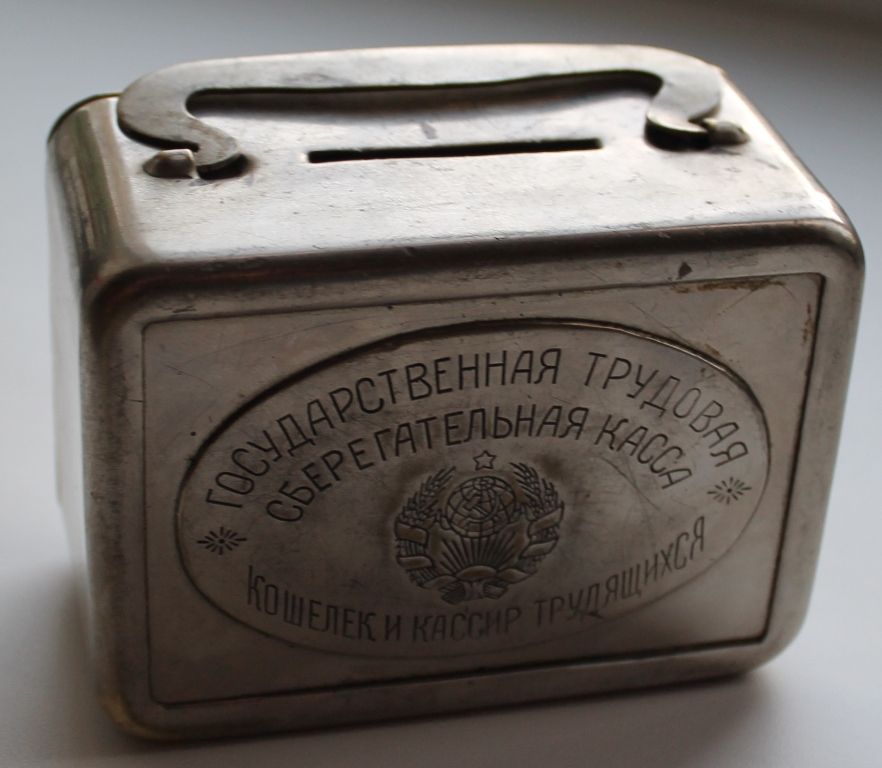 ГОСУДАРСТВЕННАЯ ТРУДОВАЯ
СБЕРЕГАТЕЛЬНАЯ КАССА
КОШЕЛЕК И КАССИР ТРУДЯЩИХСЯ